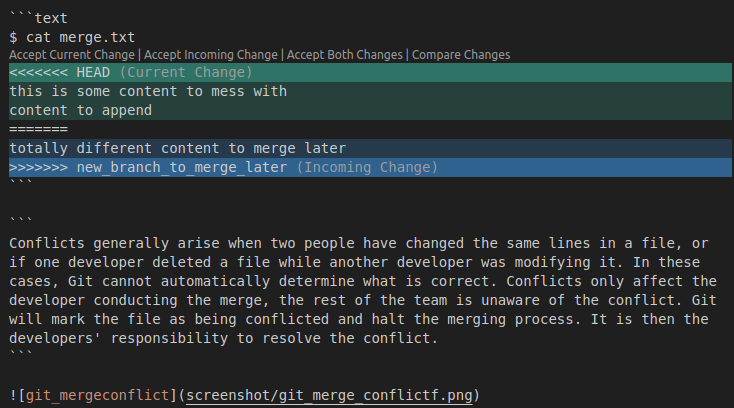 ```text
$ cat merge.txt
Accept Current Change | Accept Incoming Change | Accept Both Changes | Compare Changes
<<<<<<< HEAD (Current Change)
this is some content to mess with
content to append
=======
totally different content to merge later
>>>>>>> new_branch_to_merge_later (Incoming Change)
```
```
Conflicts generally arise when two people have changed the same lines in a file, or
if one developer deleted a file while another developer was modifying it. In these
cases, Git cannot automatically determine what is correct. Conflicts only affect the
developer conducting the merge, the rest of the team is unaware of the conflict. Git
will mark the file as being conflicted and halt the merging process. It is then the
developers' responsibility to resolve the conflict.
```
![git_mergeconflict](screenshot/git_merge_conflictf.png)